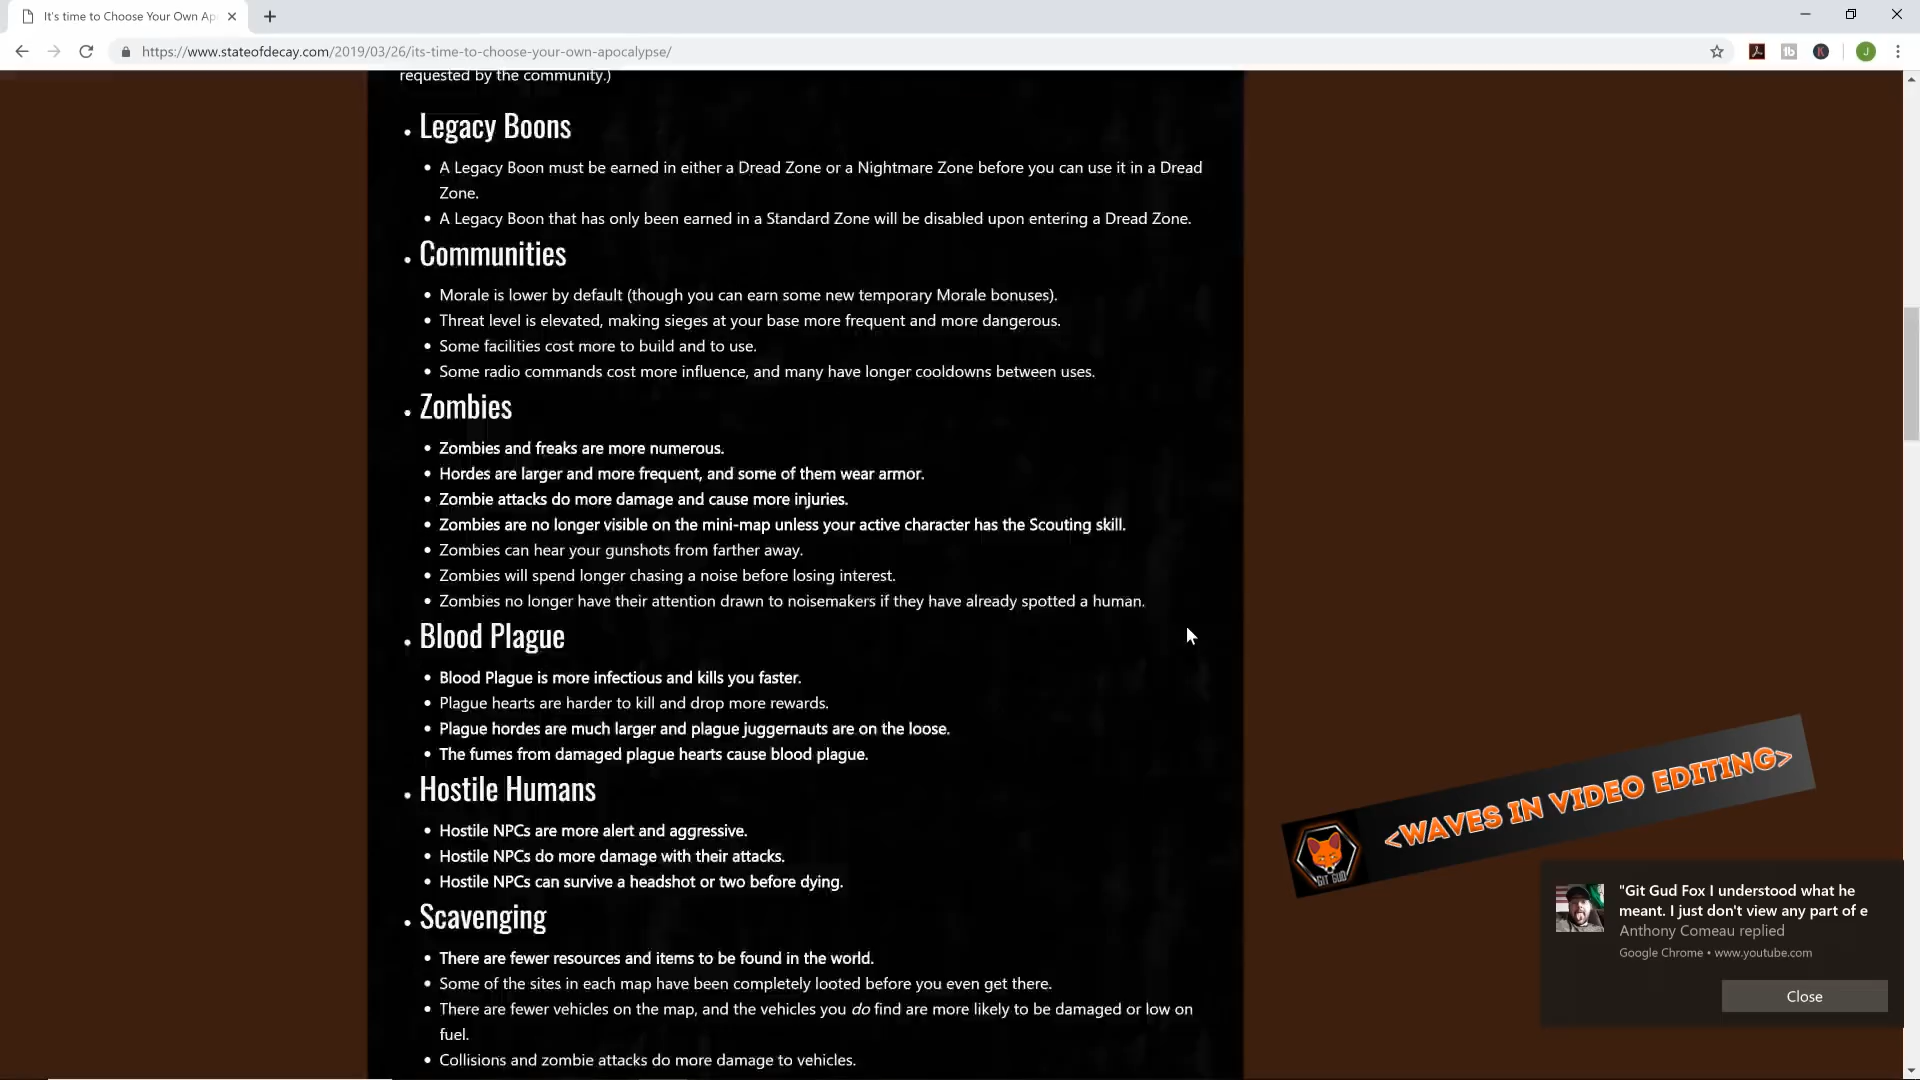 It's time to Choose Your Own Ap
https://www.stateofdecay.com/2019/03/26/its-time-to-choose-your-own-apocalypse/
J
requested by the community.)
• Legacy Boons
• A Legacy Boon must be earned in either a Dread Zone or a Nightmare Zone before you can use it in a Dread
Zone.
• A Legacy Boon that has only been earned in a Standard Zone will be disabled upon entering a Dread Zone.
• Communities
• Morale is lower by default (though you can earn some new temporary Morale bonuses).
• Threat level is elevated, making sieges at your base more frequent and more dangerous.
• Some facilities cost more to build and to use.
• Some radio commands cost more influence, and many have longer cooldowns between uses.
• Zombies
• Zombies and freaks are more numerous.
• Hordes are larger and more frequent, and some of them wear armor.
• Zombie attacks do more damage and cause more injuries.
• Zombies are no longer visible on the mini-map unless your active character has the Scouting skill.
• Zombies can hear your gunshots from farther away.
• Zombies will spend longer chasing a noise before losing interest.
• Zombies no longer have their attention drawn to noisemakers if they have already spotted a human.
• Blood Plague
• Blood Plague is more infectious and kills you faster.
• Plague hearts are harder to kill and drop more rewards.
• Plague hordes are much larger and plague juggernauts are on the loose.
• The fumes from damaged plague hearts cause blood plague.
• Hostile Humans
• Hostile NPCs are more alert and aggressive.
• Hostile NPCs do more damage with their attacks.
• Hostile NPCs can survive a headshot or two before dying.
• Scavenging
• There are fewer resources and items to be found in the world.
• Some of the sites in each map have been completely looted before you even get there.
• There are fewer vehicles on the map, and the vehicles you do find are more likely to be damaged or low on
fuel.
• Collisions and zombie attacks do more damage to vehicles.
<WAVES IN VIDEO EDITING>
GIT GUD
"Git Gud Fox I understood what he
meant. I just don't view any part of e
Anthony Comeau replied
Google Chrome • www.youtube.com
Close